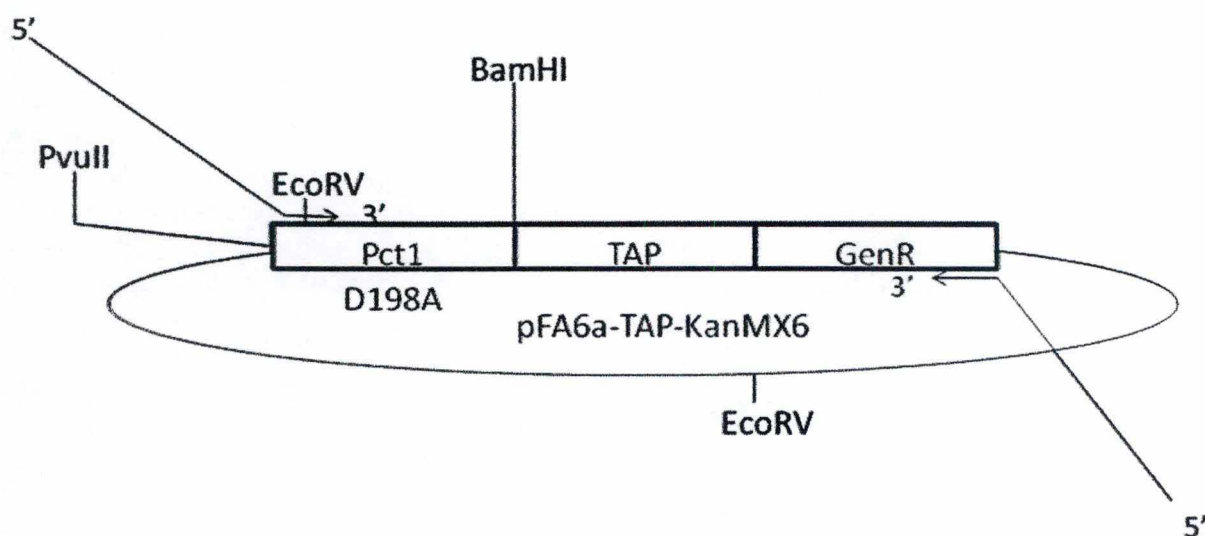 5'
BamHI
PvuII
EcoRV
3'
Pct1 TAP GenR
D198A
3'
pFA6a-TAP-KanMX6
EcoRV
5'